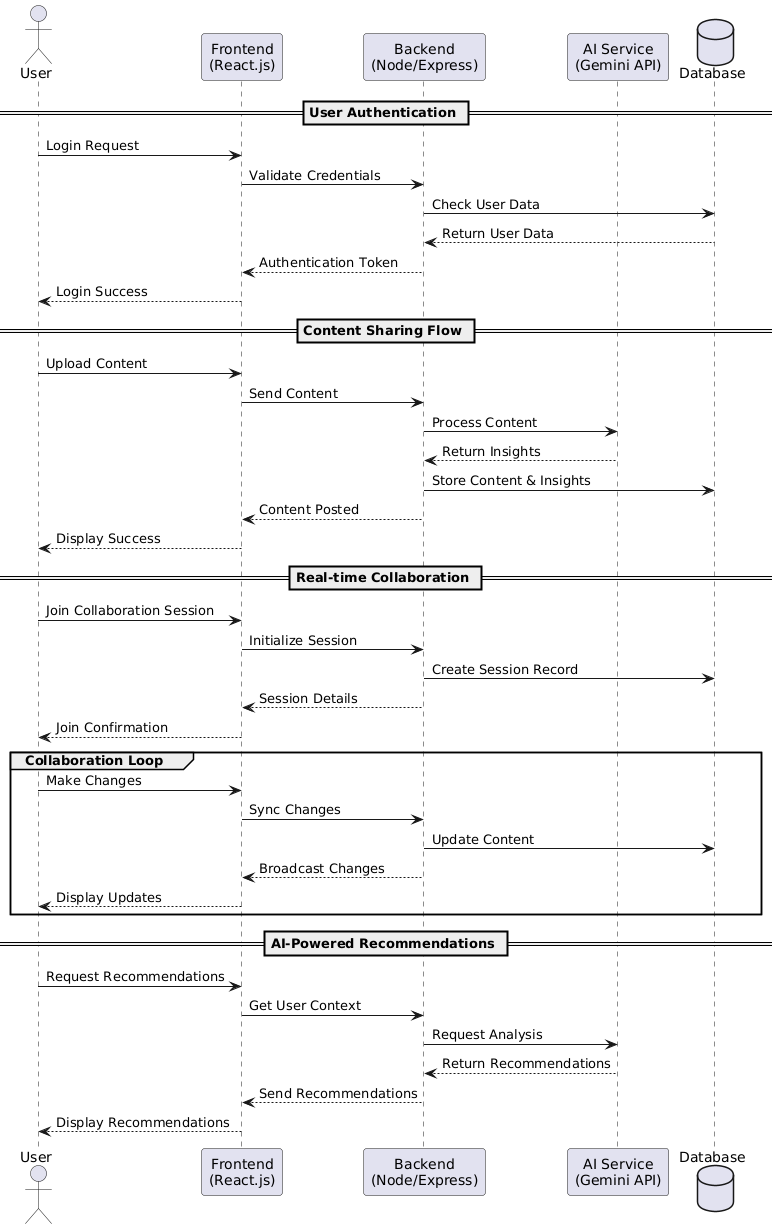 User
Frontend
(React.js)
Backend
(Node/Express)
AI Service
(Gemini API)
Database
User Authentication
Login Request
Validate Credentials
Check User Data
Return User Data
Authentication Token
Login Success
Content Sharing Flow
Upload Content
Send Content
Process Content
Return Insights
Store Content & Insights
Content Posted
Display Success
Real-time Collaboration
Join Collaboration Session
Initialize Session
Create Session Record
Session Details
Join Confirmation
Collaboration Loop
Make Changes
Sync Changes
Update Content
Broadcast Changes
Display Updates
AI-Powered Recommendations
Request Recommendations
Get User Context
Request Analysis
Return Recommendations
Send Recommendations
Display Recommendations
User
Frontend
(React.js)
Backend
(Node/Express)
AI Service
(Gemini API)
Database